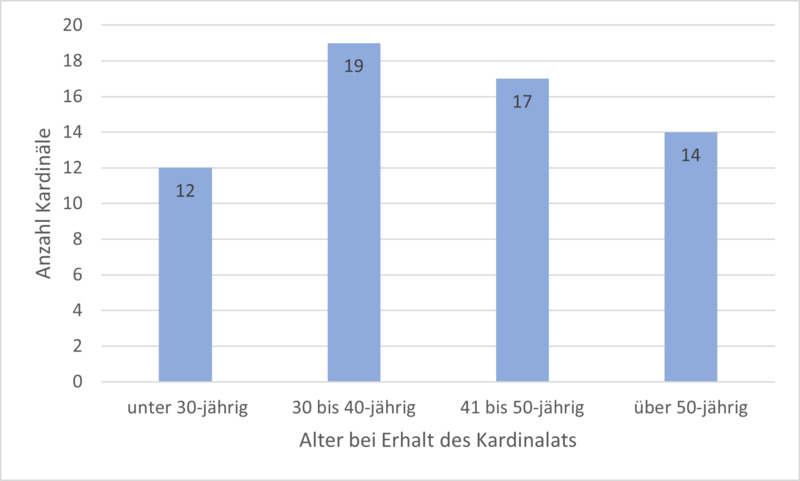 20
18
16
14
12
10
8
6
4
2
0
Anzahl Kardinäle
12
19
17
14
unter 30-jährig
30 bis 40-jährig
41 bis 50-jährig
über 50-jährig
Alter bei Erhalt des Kardinalats